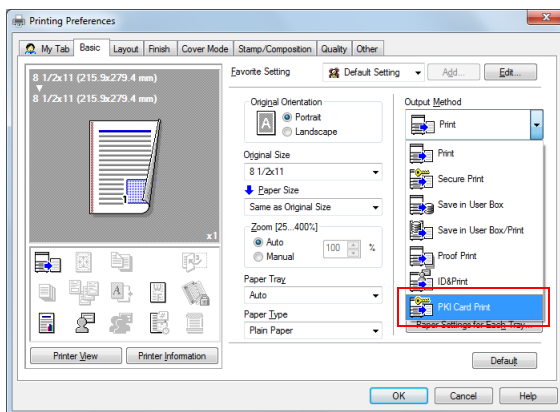 Printing Preferences
My Tab Basic Layout Finish Cover Mode Stamp/Composition Quality Other
8 1/2x11 (215.9x279.4 mm)
8 1/2x11 (215.9x279.4 mm)
1
x1
Printer View
Printer Information
Favorite Setting
Default Setting
Add...
Edit...
Original Orientation
A
Portrait
Landscape
Original Size
8 1/2x11
Paper Size
Same as Original Size
Zoom [25...400%]
Auto
Manual
100 %
Paper Tray
Auto
Paper Type
Plain Paper
Output Method
Print
Print
Secure Print
Save in User Box
Save in User Box/Print
Proof Print
ID&Print
PKI Card Print
Paper Settings for Each Tray...
Default
OK Cancel Help